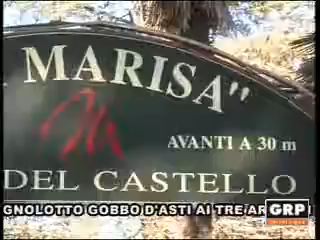 MARISA"
AVANTI A 30 m
DEL CASTELLO
GNOLOTTO GOBBO D'ASTI AI TRE AR
GRP